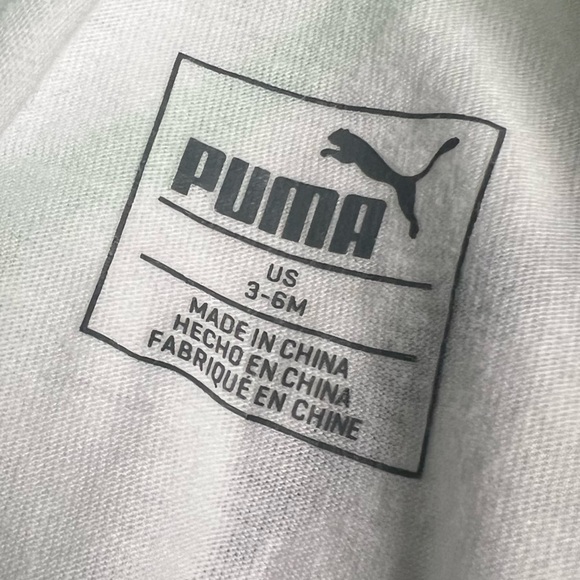 PUMA
US
3-6M
MADE IN CHINA
HECHO EN CHINA
FABRIQUÉ EN CHINE